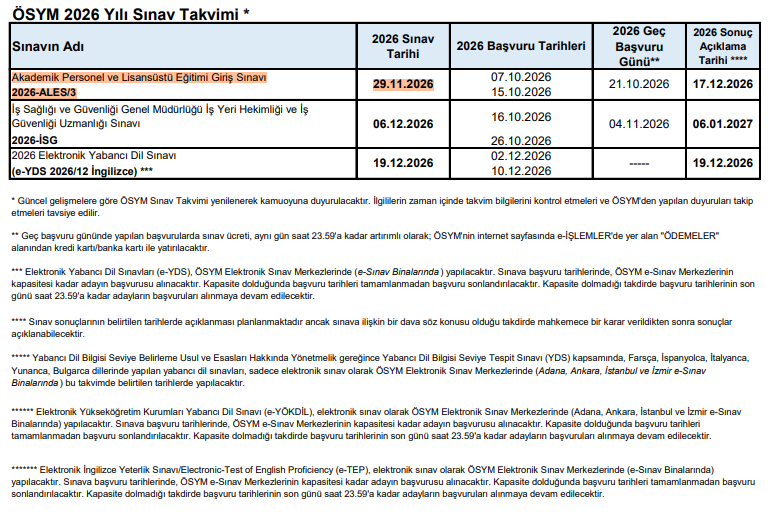 ÖSYM 2026 Yılı Sınav Takvimi *
Sınavın Adı
2026 Sınav
Tarihi
2026 Başvuru Tarihleri
2026 Geç
Başvuru
Günü**
2026 Sonuç
Açıklama
Tarihi ****
Akademik Personel ve Lisansüstü Eğitimi Giriş Sınavı
2026-ALES/3
29.11.2026
07.10.2026
15.10.2026
21.10.2026
17.12.2026
İş Sağlığı ve Güvenliği Genel Müdürlüğü İş Yeri Hekimliği ve İş
Güvenliği Uzmanlığı Sınavı
2026-İSG
06.12.2026
16.10.2026
26.10.2026
04.11.2026
06.01.2027
2026 Elektronik Yabancı Dil Sınavı
(e-YDS 2026/12 İngilizce) ***
19.12.2026
02.12.2026
10.12.2026
-----
19.12.2026
* Güncel gelişmelere göre ÖSYM Sınav Takvimi yenilenerek kamuoyuna duyurulacaktır. İlgililerin zaman içinde takvim bilgilerini kontrol etmeleri ve ÖSYM'den yapılan duyuruları takip
etmeleri tavsiye edilir.
** Geç başvuru gününde yapılan başvurularda sınav ücreti, aynı gün saat 23.59'a kadar artırımlı olarak; ÖSYM'nin internet sayfasında e-İŞLEMLER'de yer alan "ÖDEMELER"
alanından kredi kartı/banka kartı ile yatırılacaktır.
*** Elektronik Yabancı Dil Sınavları (e-YDS), ÖSYM Elektronik Sınav Merkezlerinde (e-Sınav Binalarında ) yapılacaktır. Sınava başvuru tarihlerinde, ÖSYM e-Sınav Merkezlerinin
kapasitesi kadar adayın başvurusu alınacaktır. Kapasite dolduğunda başvuru tarihleri tamamlanmadan başvuru sonlandırılacaktır. Kapasite dolmadığı takdirde başvuru tarihlerinin son
günü saat 23.59'a kadar adayların başvuruları alınmaya devam edilecektir.
**** Sınav sonuçlarının belirtilen tarihlerde açıklanması planlanmaktadır ancak sınava ilişkin bir dava söz konusu olduğu takdirde mahkemece bir karar verildikten sonra sonuçlar
açıklanabilecektir.
***** Yabancı Dil Bilgisi Seviye Belirleme Usul ve Esasları Hakkında Yönetmelik gereğince Yabancı Dil Bilgisi Seviye Tespit Sınavı (YDS) kapsamında, Farsça, İspanyolca, İtalyanca,
Yunanca, Bulgarca dillerinde yapılan yabancı dil sınavları, sadece elektronik sınav olarak ÖSYM Elektronik Sınav Merkezlerinde (Adana, Ankara, İstanbul ve İzmir e-Sınav
Binalarında ) bu takvimde belirtilen tarihlerde yapılacaktır.
****** Elektronik Yükseköğretim Kurumları Yabancı Dil Sınavı (e-YÖKDİL), elektronik sınav olarak ÖSYM Elektronik Sınav Merkezlerinde (Adana, Ankara, İstanbul ve İzmir e-Sınav
Binalarında) yapılacaktır. Sınava başvuru tarihlerinde, ÖSYM e-Sınav Merkezlerinin kapasitesi kadar adayın başvurusu alınacaktır. Kapasite dolduğunda başvuru tarihleri
tamamlanmadan başvuru sonlandırılacaktır. Kapasite dolmadığı takdirde başvuru tarihlerinin son günü saat 23.59'a kadar adayların başvuruları alınmaya devam edilecektir.
******* Elektronik İngilizce Yeterlik Sınavı/Electronic-Test of English Proficiency (e-TEP), elektronik sınav olarak ÖSYM Elektronik Sınav Merkezlerinde (e-Sınav Binalarında)
yapılacaktır. Sınava başvuru tarihlerinde, ÖSYM e-Sınav Merkezlerinin kapasitesi kadar adayın başvurusu alınacaktır. Kapasite dolduğunda başvuru tarihleri tamamlanmadan başvuru
sonlandırılacaktır. Kapasite dolmadığı takdirde başvuru tarihlerinin son günü saat 23.59'a kadar adayların başvuruları alınmaya devam edilecektir.